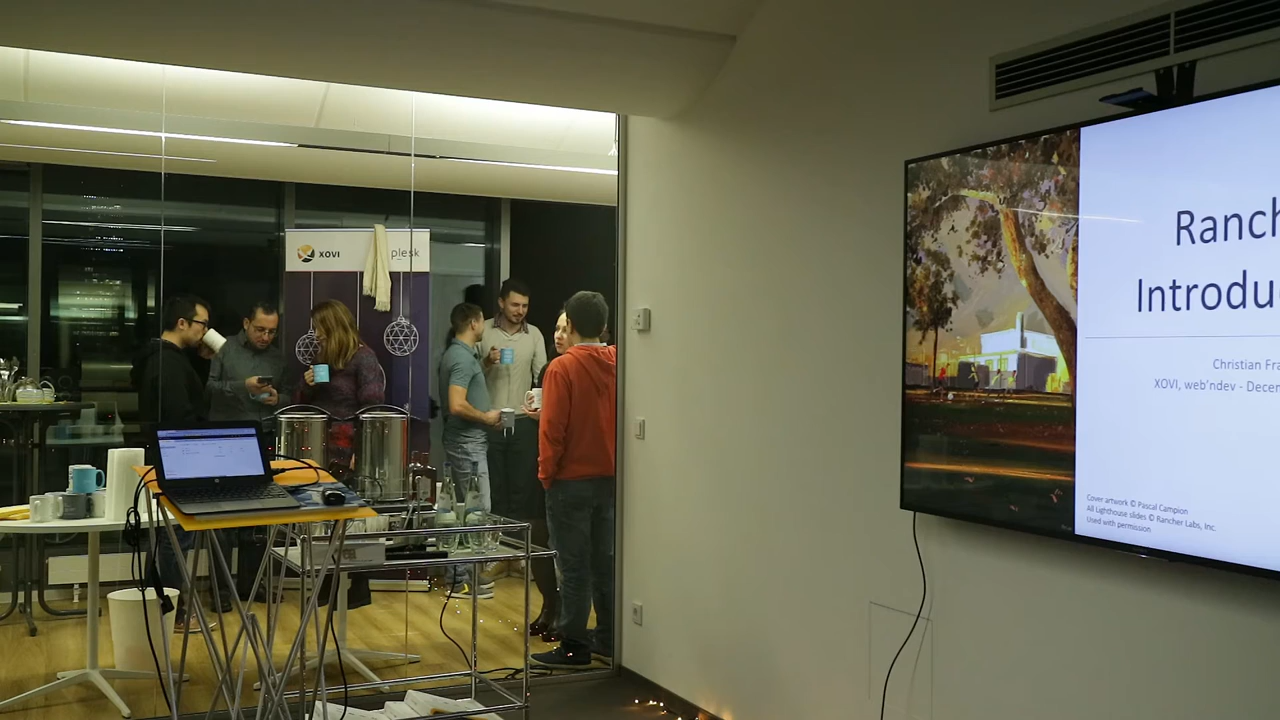 XOVI
plesk
Ranch
Introdu
Christian Fra
XOVI, web'ndev - Decem
Cover artwork © Pascal Campion
All Lighthouse slides © Rancher Labs, Inc.
Used with permission